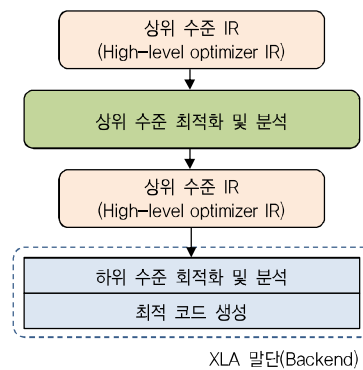 상위 수준 IR
(High-level optimizer IR)
상위 수준 최적화 및 분석
상위 수준 IR
(High-level optimizer IR)
하위 수준 최적화 및 분석
최적 코드 생성
XLA 말단(Backend)